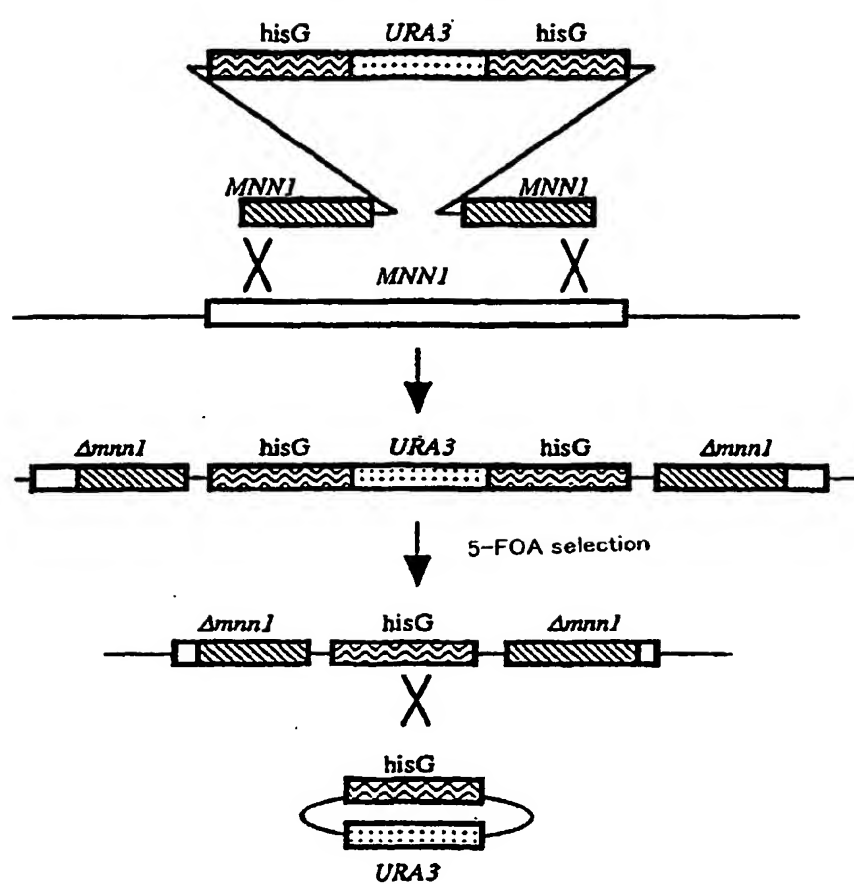 hisG URA3 hisG
MNN1 MNN1
MNN1
Δmnn1 hisG URA3 hisG Δmnn1
5-FOA selection
Δmnn1 hisG Δmnn1
hisG
URA3